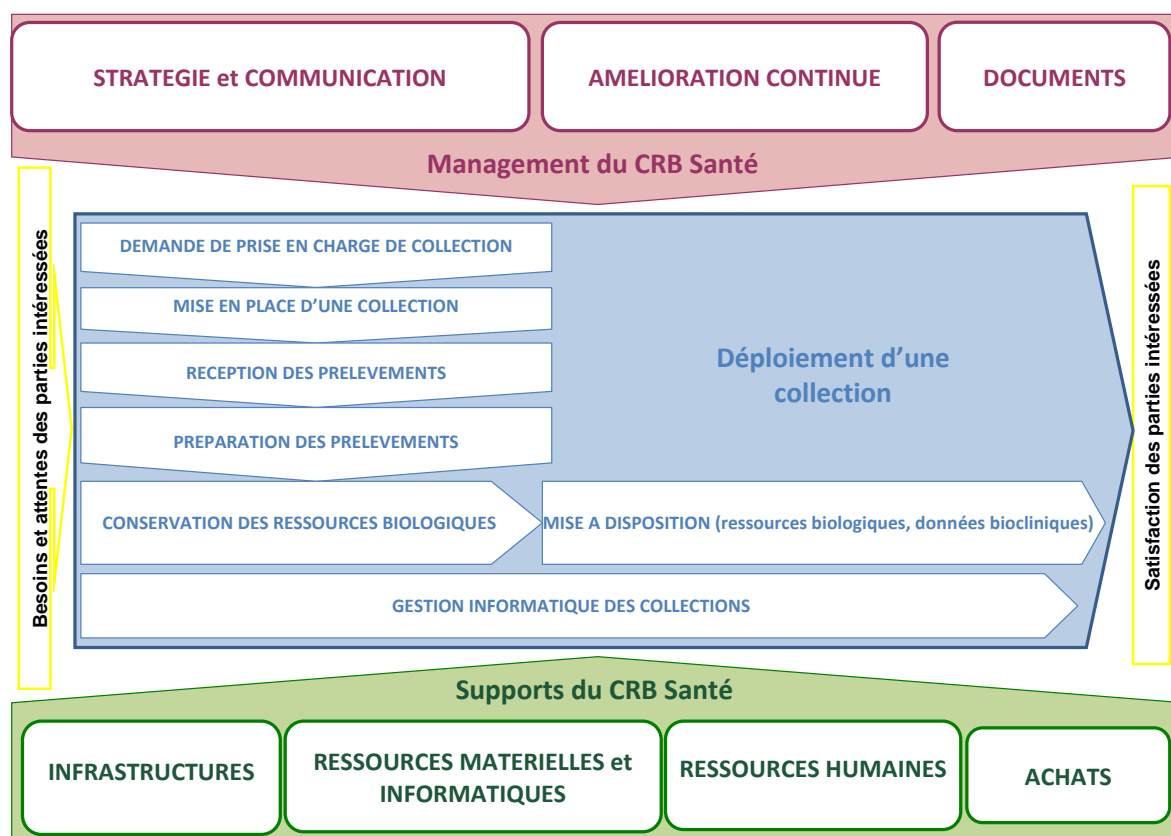 STRATEGIE et COMMUNICATION
AMELIORATION CONTINUE
DOCUMENTS
Management du CRB Santé
Besoins et attentes des parties intéressées
DEMANDE DE PRISE EN CHARGE DE COLLECTION
MISE EN PLACE D’UNE COLLECTION
RECEPTION DES PRELEVEMENTS
PREPARATION DES PRELEVEMENTS
Déploiement d’une
collection
CONSERVATION DES RESSOURCES BIOLOGIQUES
MISE A DISPOSITION (ressources biologiques, données biocliniques)
GESTION INFORMATIQUE DES COLLECTIONS
Satisfaction des parties intéressées
Supports du CRB Santé
INFRASTRUCTURES
RESSOURCES MATERIELLES et
INFORMATIQUES
RESSOURCES HUMAINES
ACHATS